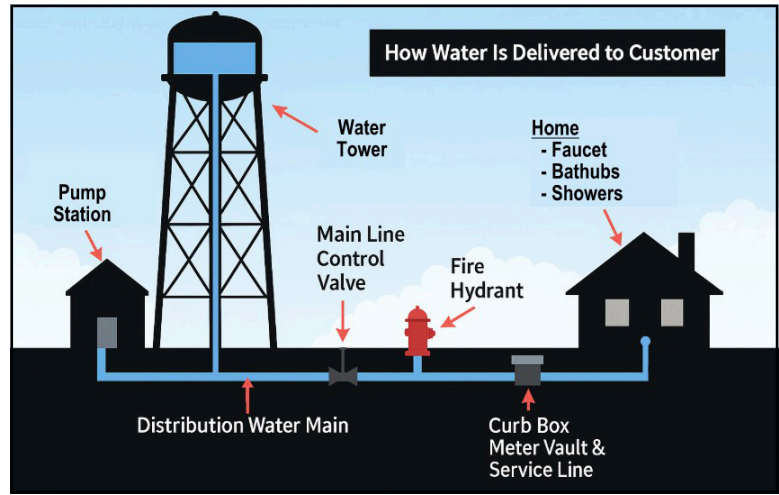 How Water Is Delivered to Customer
Water
Tower
Home
- Faucet
- Bathubs
- Showers
Pump
Station
Main Line
Control
Valve
Fire
Hydrant
Distribution Water Main
Curb Box
Meter Vault &
Service Line